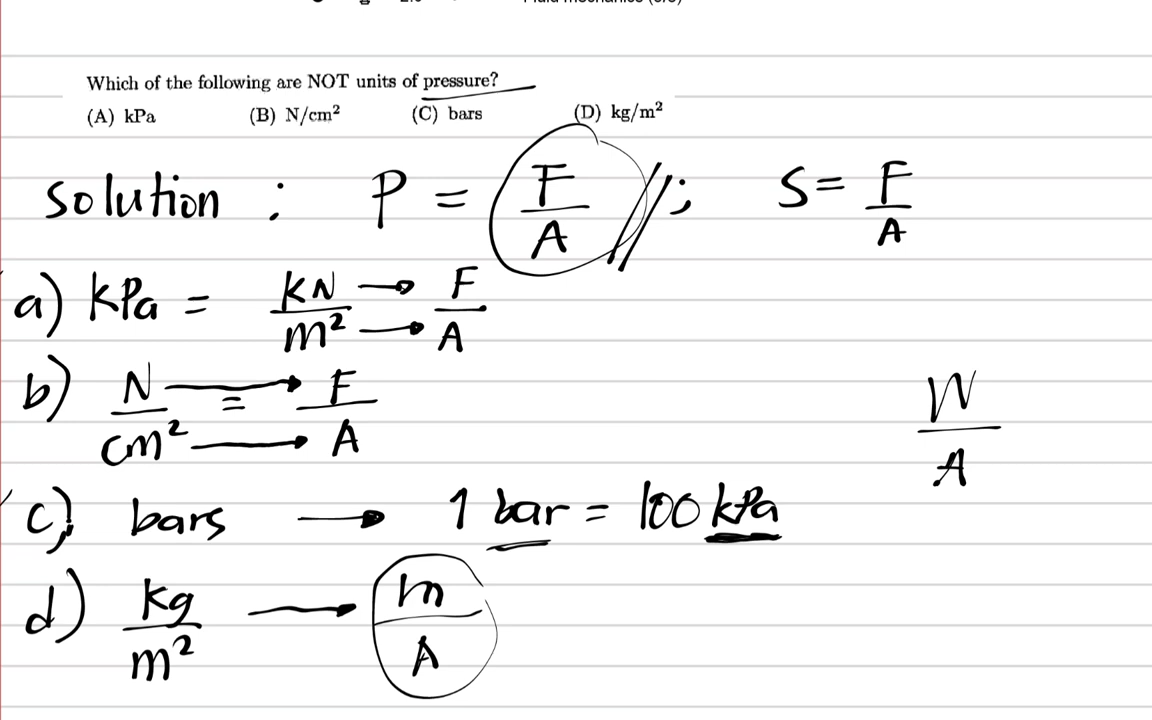 Which of the following are NOT units of pressure?
(A) kPa (B) N/cm² (C) bars (D) kg/m²
Solution : P = F/A // ; S = F/A
a) kPa = kN/m² → F/A
b) N/cm² = F/A
W/A
c) bars → 1 bar = 100 kPa
d) kg/m² → m/A